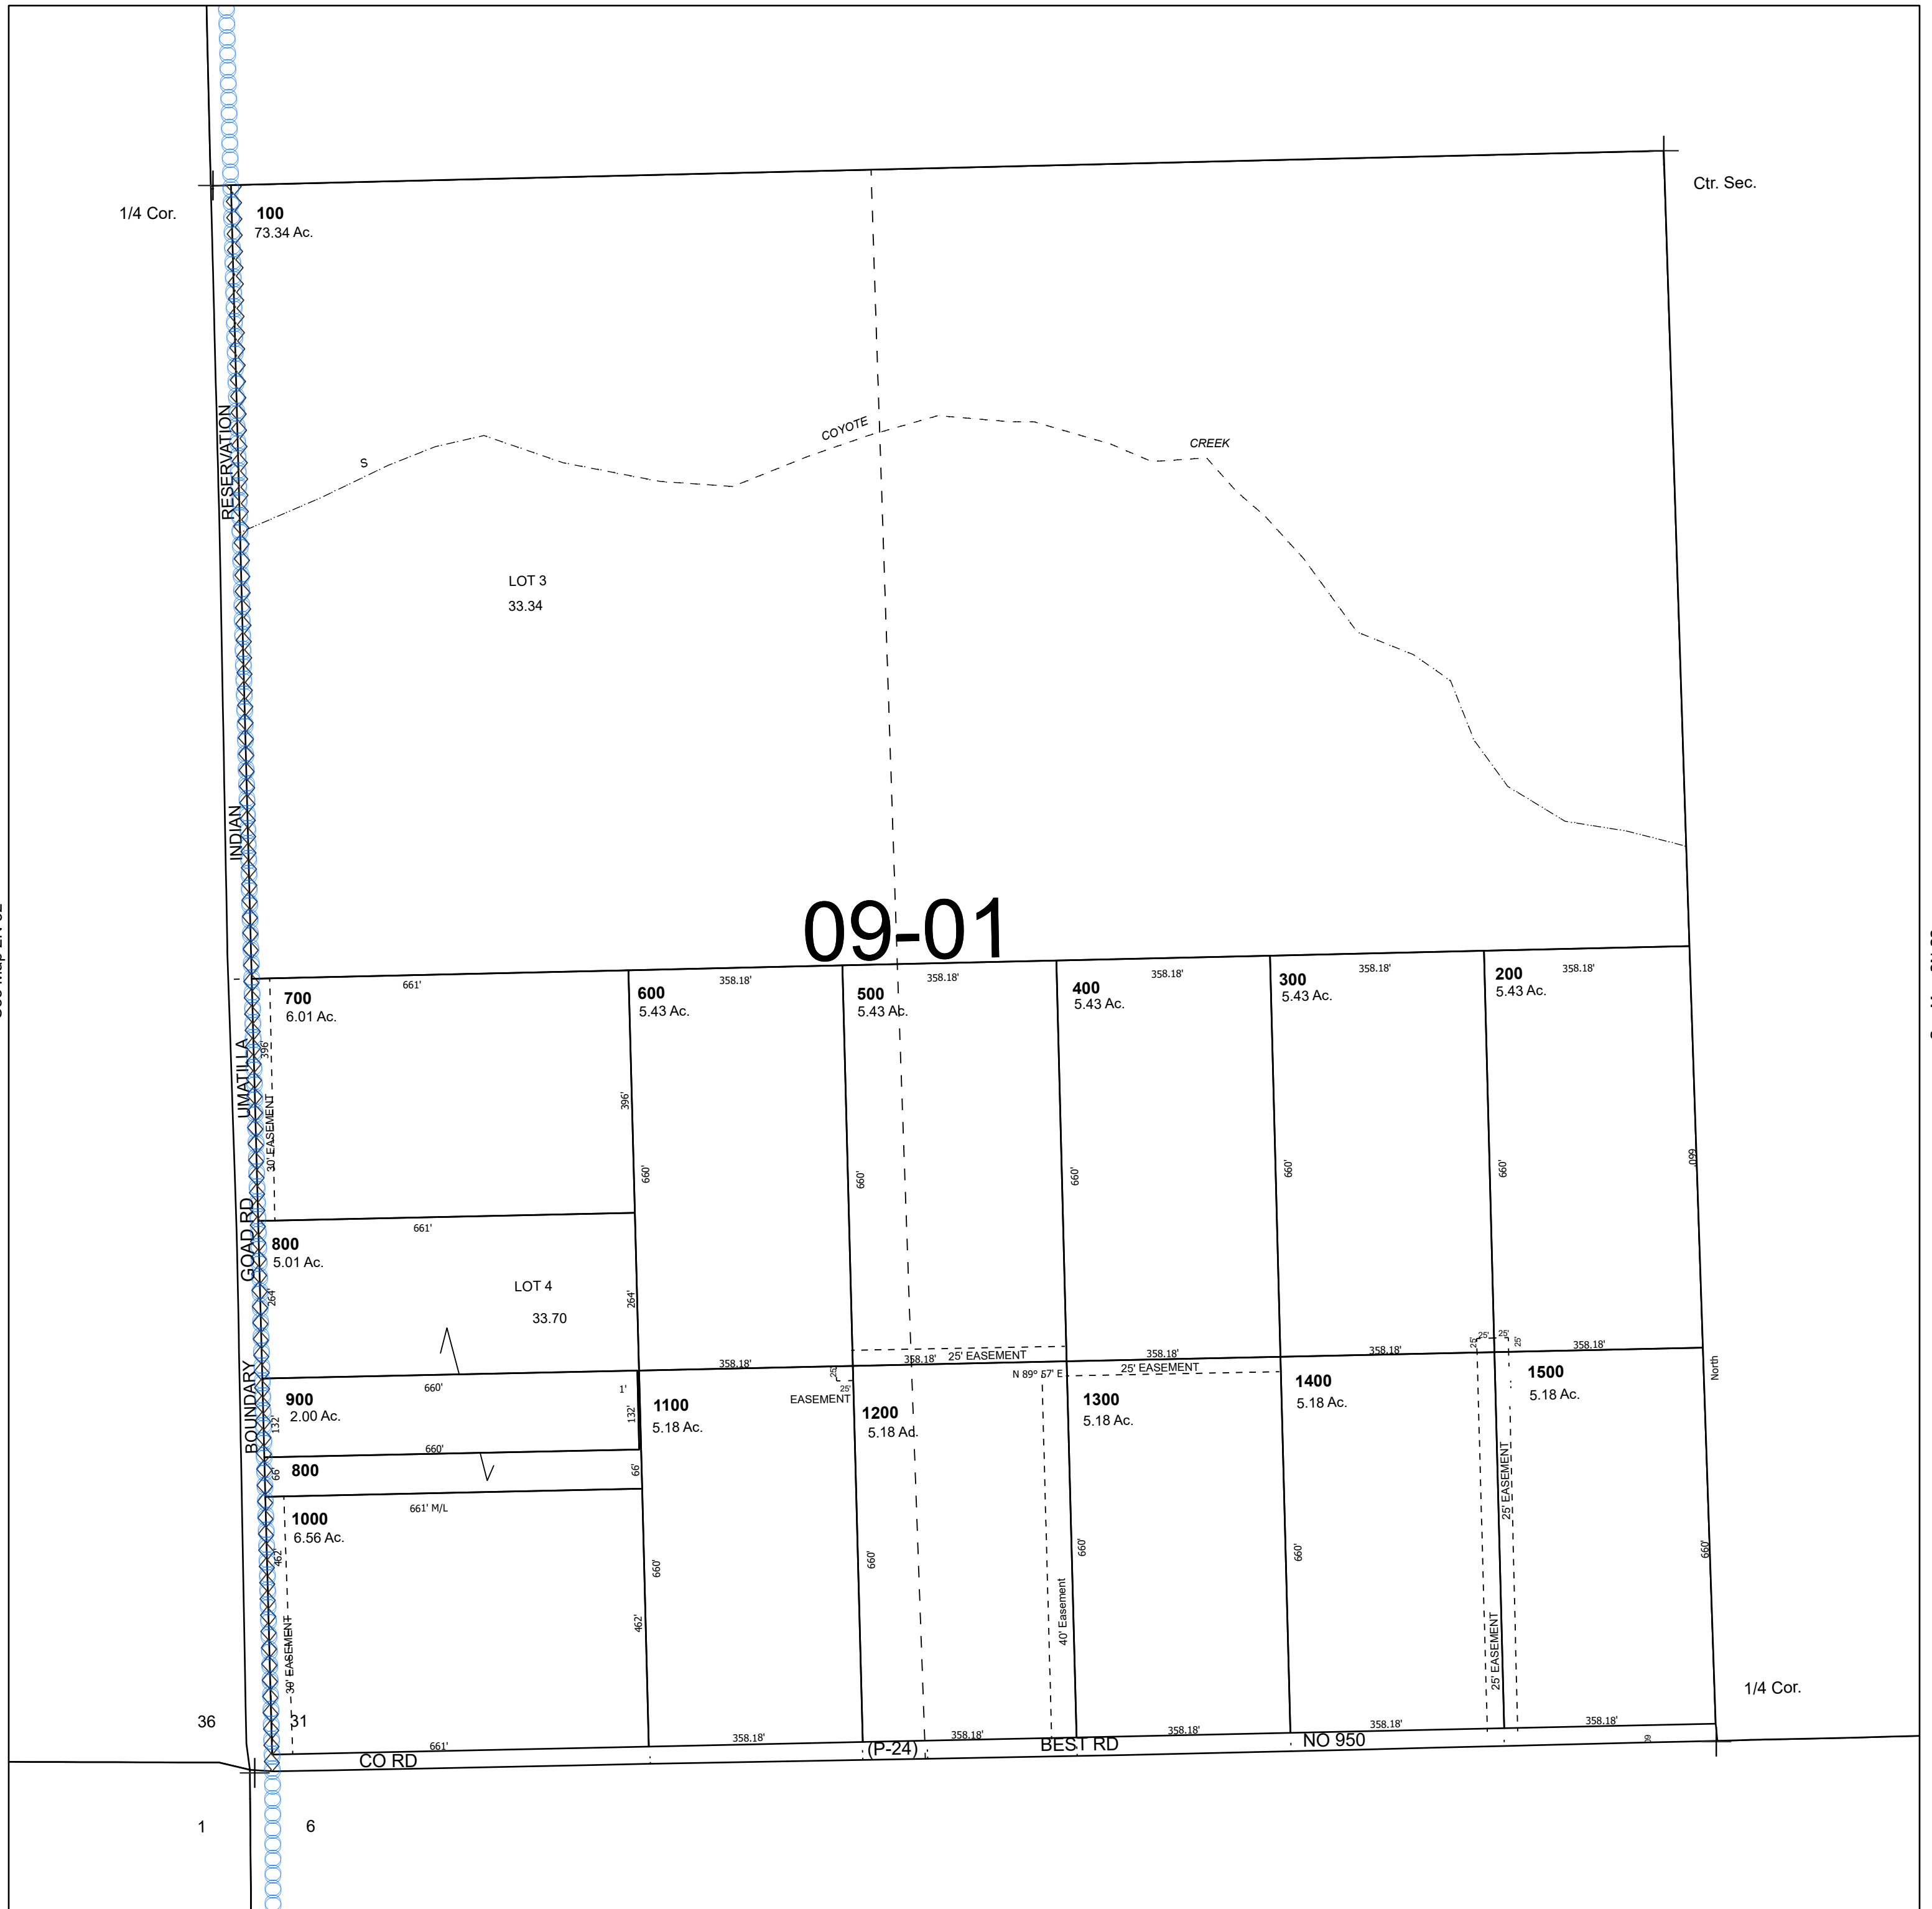 Ctr. Sec.
1/4 Cor.
100
73.34 Ac.
RESERVATION
S
COYOTE
CREEK
LOT 3
33.34
INDIAN
09-01
661'
358.18'
358.18'
358.18'
358.18'
358.18'
700
6.01 Ac.
600
5.43 Ac.
500
5.43 Ac.
400
5.43 Ac.
300
5.43 Ac.
200
5.43 Ac.
396'
UMATILLA
30' EASEMENT
396'
660'
660'
660'
660'
660'
660'
661'
GOAD RD
800
5.01 Ac.
LOT 4
33.70
264'
264'
25'
25'
25'
25'
358.18'
358.18'
25' EASEMENT
358.18'
358.18'
358.18'
BOUNDARY
660'
1'
25'
25'
EASEMENT
N 89° 57' E
25' EASEMENT
North
900
2.00 Ac.
132'
132'
1100
5.18 Ac.
1200
5.18 Ac.
1300
5.18 Ac.
1400
5.18 Ac.
1500
5.18 Ac.
660'
66'
800
66'
25' EASEMENT
661' M/L
1000
6.56 Ac.
462'
462'
30' EASEMENT
660'
660'
40' Easement
660'
660'
25' EASEMENT
660'
1/4 Cor.
36
31
661'
358.18'
358.18'
358.18'
358.18'
358.18'
CO RD
(P-24)
BEST RD
NO 950
60
1
6